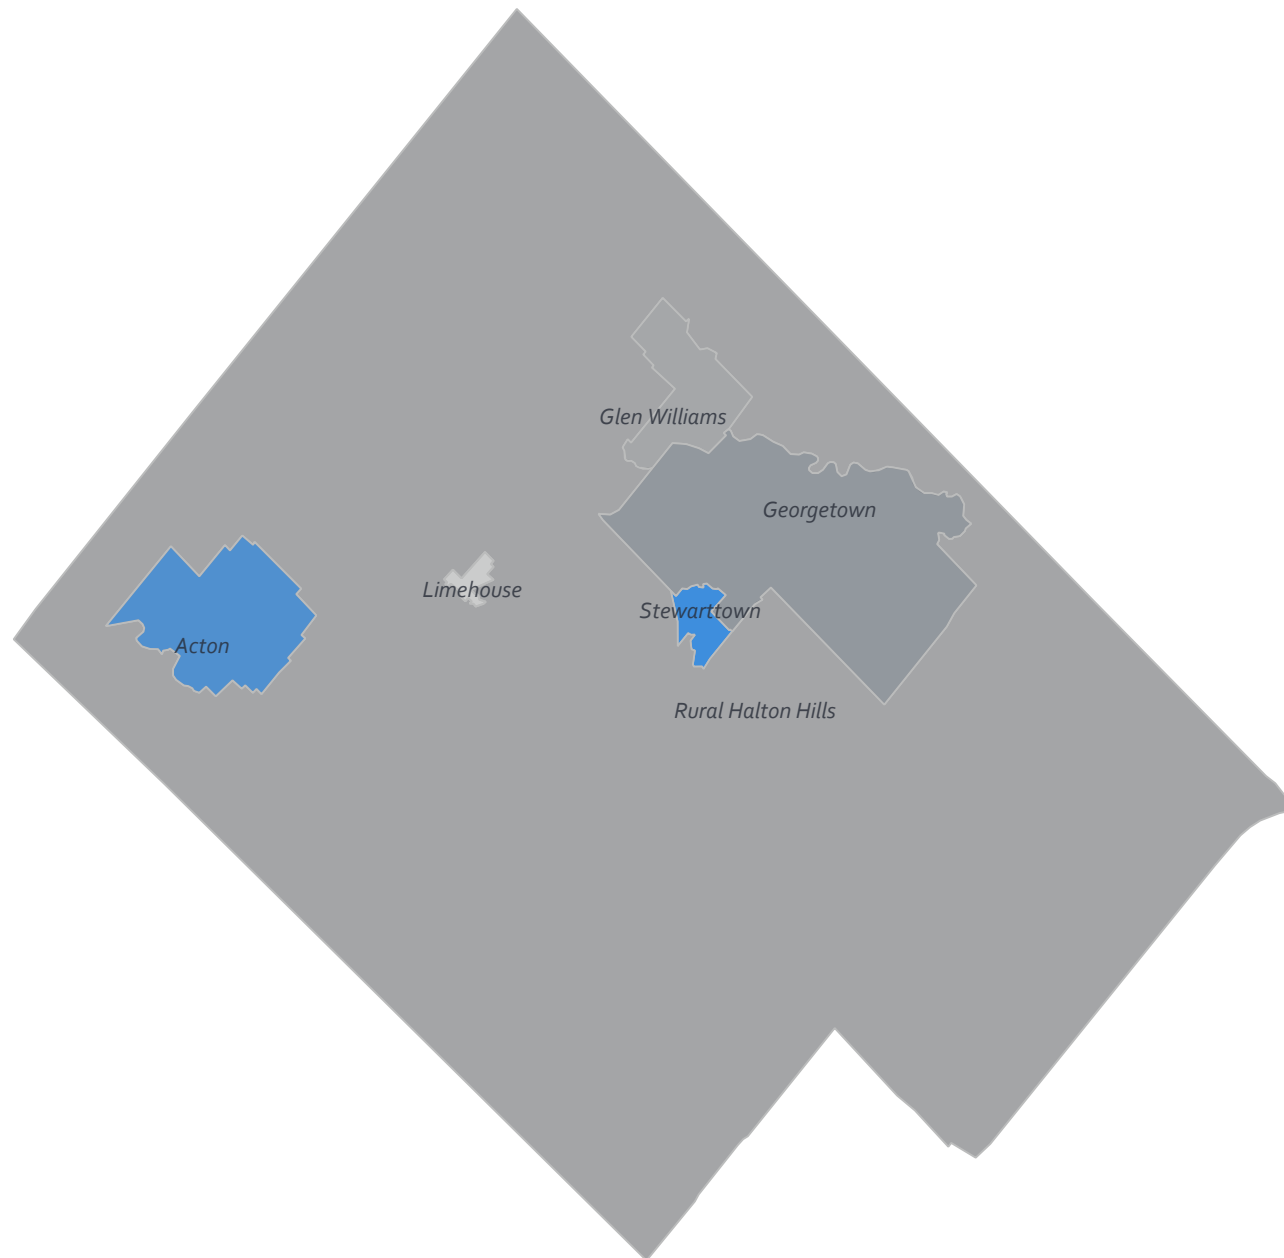 Glen Williams
Georgetown
Limehouse
Stewarttown
Acton
Rural Halton Hills